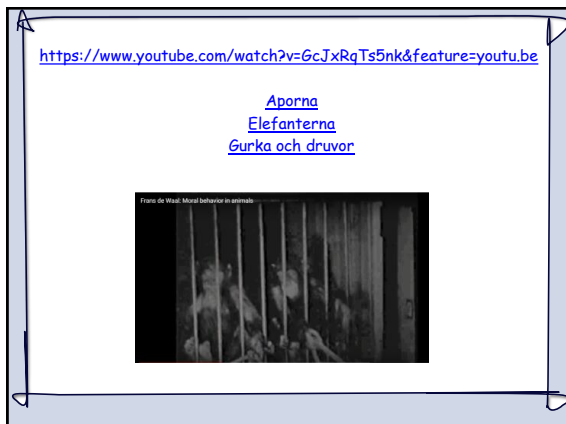 https://www.youtube.com/watch?v=GcJxRqTs5nk&feature=youtu.be
Aporna
Elefanterna
Gurka och druvor
Frans de Waal: Moral behavior in animals